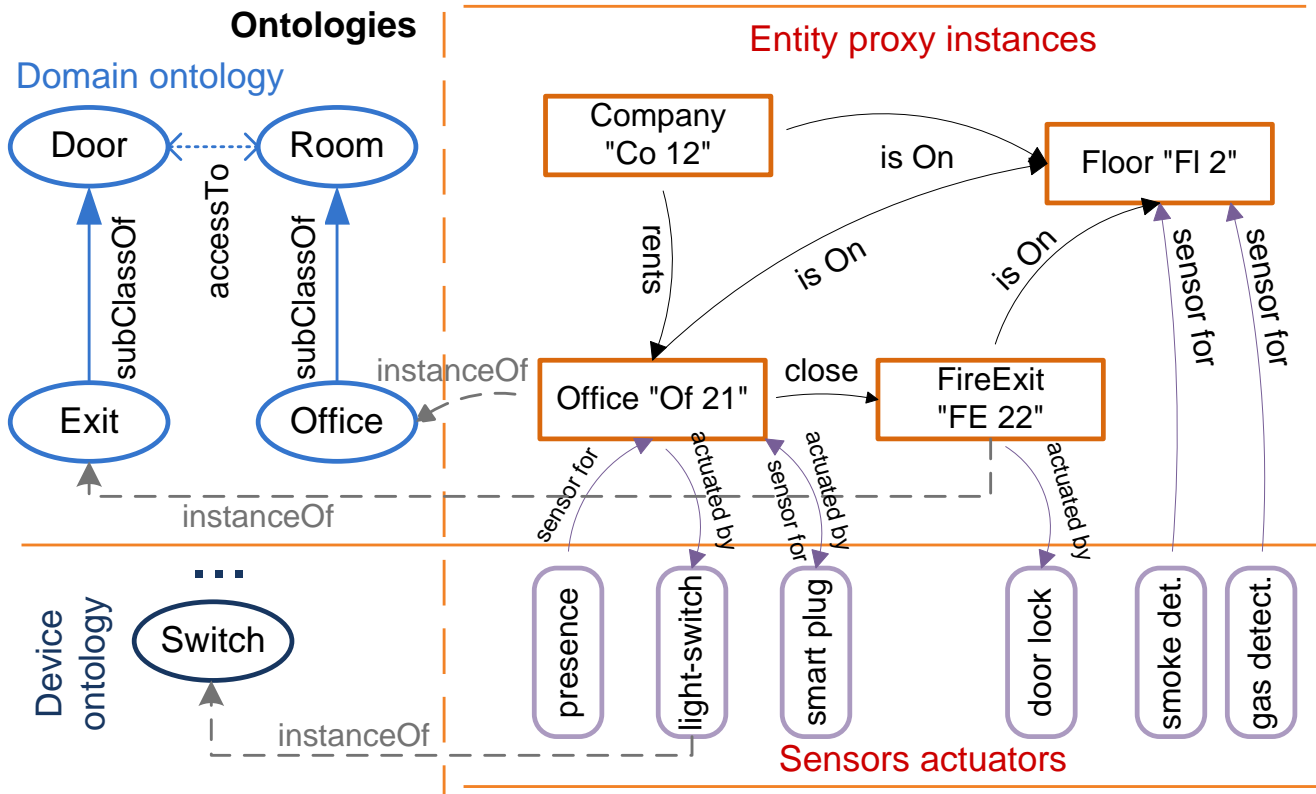 Ontologies
Entity proxy instances
Domain ontology
Door
Room
Company
"Co 12"
Floor "Fl 2"
is On
accessTo
subClassOf
subClassOf
rents
is On
is On
sensor for
sensor for
instanceOf
Exit
Office
Office "Of 21"
close
FireExit
"FE 22"
sensor for
actuated by
sensor for
actuated by
actuated by
instanceOf
...
Device
ontology
Switch
presence
light-switch
smart plug
door lock
smoke det.
gas detect.
instanceOf
Sensors actuators